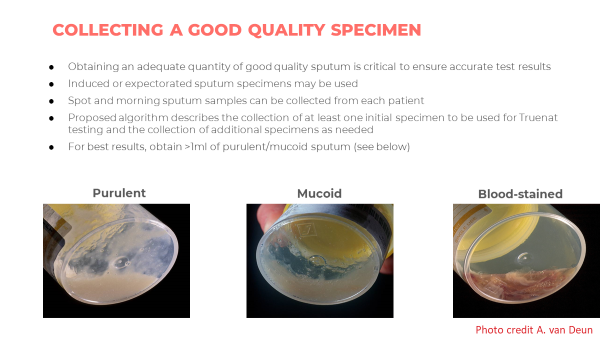 COLLECTING A GOOD QUALITY SPECIMEN
● Obtaining an adequate quantity of good quality sputum is critical to ensure accurate test results
● Induced or expectorated sputum specimens may be used
● Spot and morning sputum samples can be collected from each patient
● Proposed algorithm describes the collection of at least one initial specimen to be used for Truenat
testing and the collection of additional specimens as needed
● For best results, obtain >1ml of purulent/mucoid sputum (see below)
Purulent
Mucoid
Blood-stained
Photo credit A. van Deun